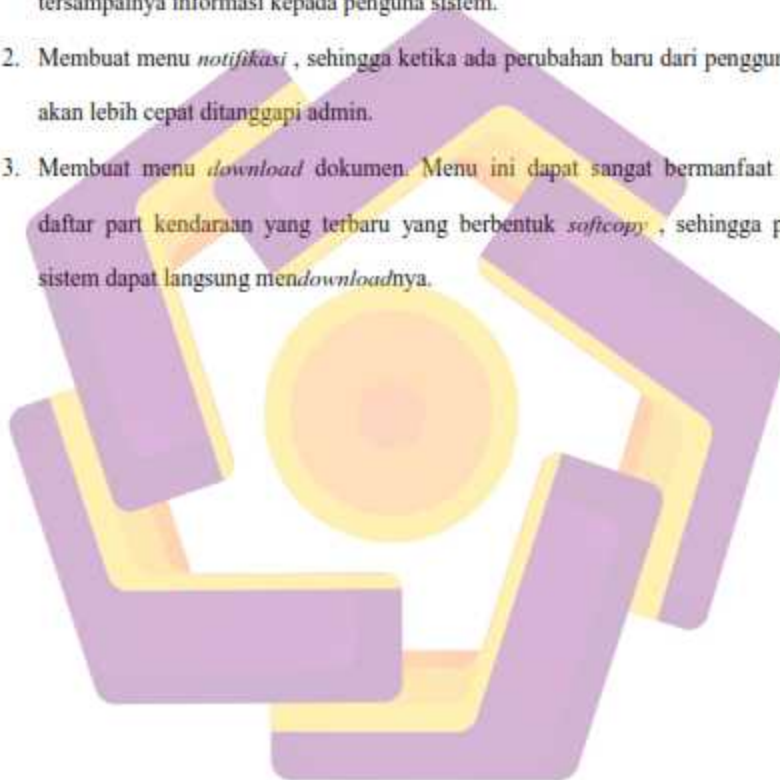 tersampainya informasi kepada penguna sistem.
2. Membuat menu notifikasi , sehingga ketika ada perubahan baru dari
akan lebih cepat ditanggapi admin.
3. Membuat menu download dokumen. Menu ini dapat sangat bermanfaat
daftar part kendaraan yang terbaru yang berbentuk softcopy , sehingga
sistem dapat langsung mendownloadnya.